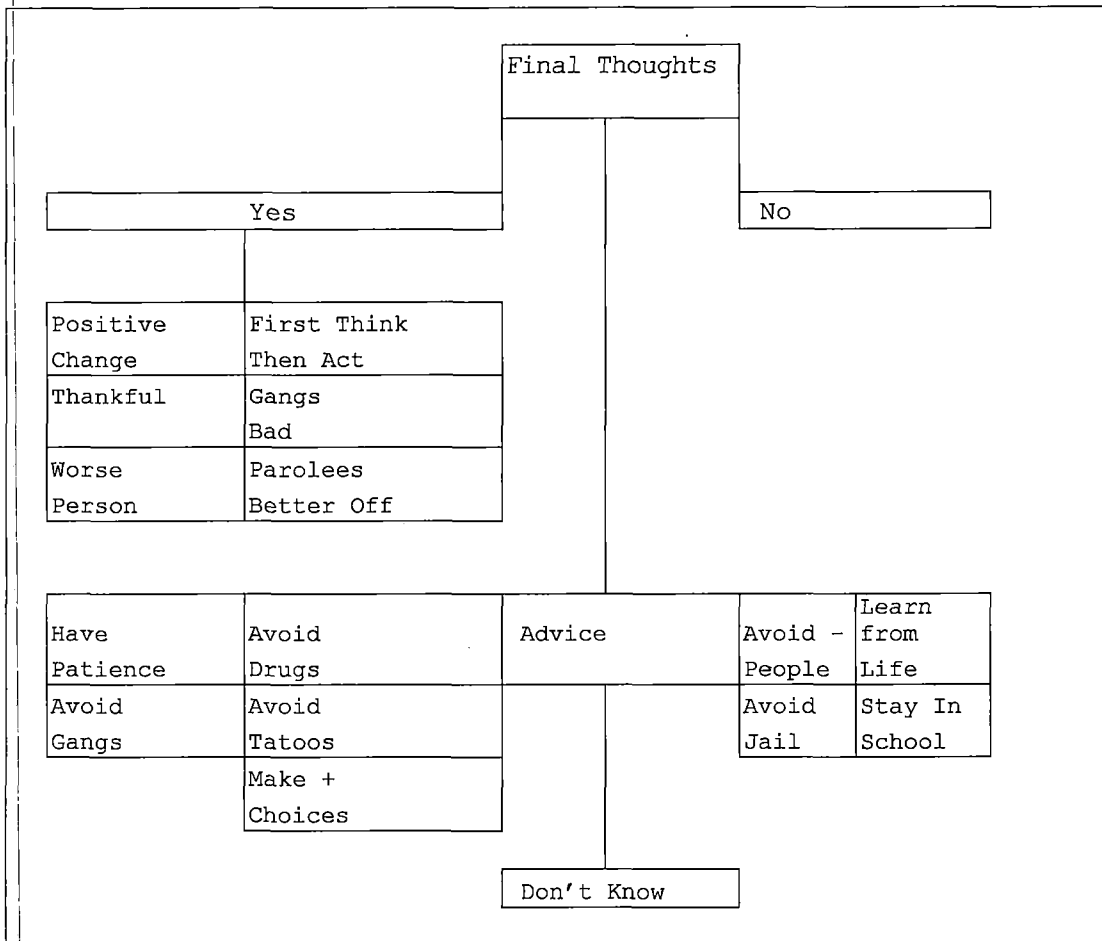 Final Thoughts
Yes
No
Positive
Change
First Think
Then Act
Thankful
Gangs
Bad
Worse
Person
Parolees
Better Off
Have
Patience
Avoid
Drugs
Advice
Avoid -
People
Learn
from
Life
Avoid
Gangs
Avoid
Tatoos
Avoid
Jail
Stay In
School
Make +
Choices
Don't Know